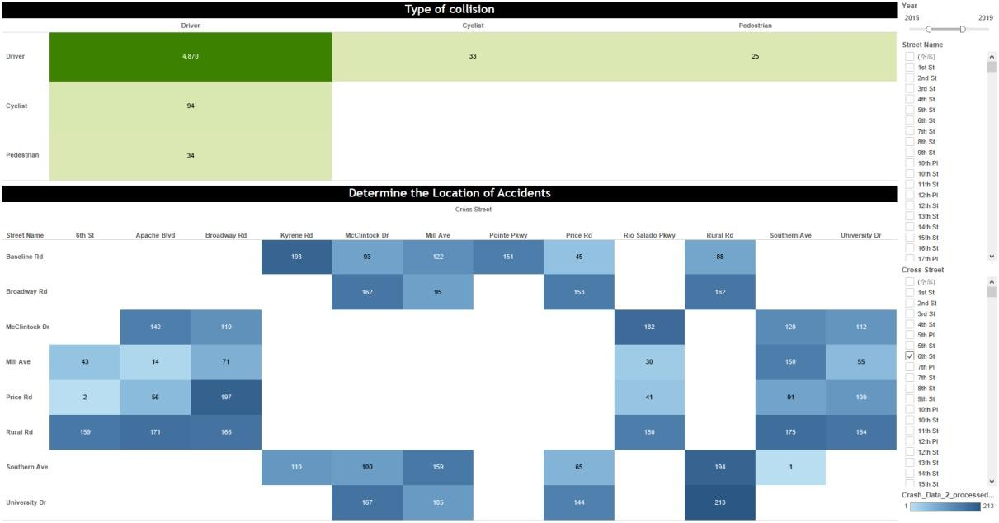 Type of collision
Driver Cyclist Pedestrian
Driver 4,870 33 25
Cyclist 94
Pedestrian 34
Determine the Location of Accidents
Cross Street
Street Name 6th St Apache Blvd Broadway Rd Kyrene Rd McClintock Dr Mill Ave Pointe Pkwy Price Rd Rio Salado Pkwy Rural Rd Southern Ave University Dr
Baseline Rd 193 93 122 151 45 88
Broadway Rd 162 95 153 162
McClintock Dr 149 119 182 128 112
Mill Ave 43 14 71 30 150 55
Price Rd 2 56 197 41 91 109
Rural Rd 159 171 166 150 175 164
Southern Ave 110 100 159 65 194 1
University Dr 167 105 144 213
Year
2015 2019
Street Name
(全部)
1st St
2nd St
3rd St
4th St
5th St
6th St
7th St
8th St
9th St
10th Pl
10th St
11th St
12th Pl
12th St
13th St
14th St
15th St
16th St
17th Pl
Cross Street
(全部)
1st St
2nd St
3rd St
4th St
5th Pl
5th St
6th St
7th Pl
7th St
8th St
9th St
10th Pl
10th St
11th St
12th Pl
12th St
13th St
14th St
15th St
Crash_Data_2_processed...
1 213